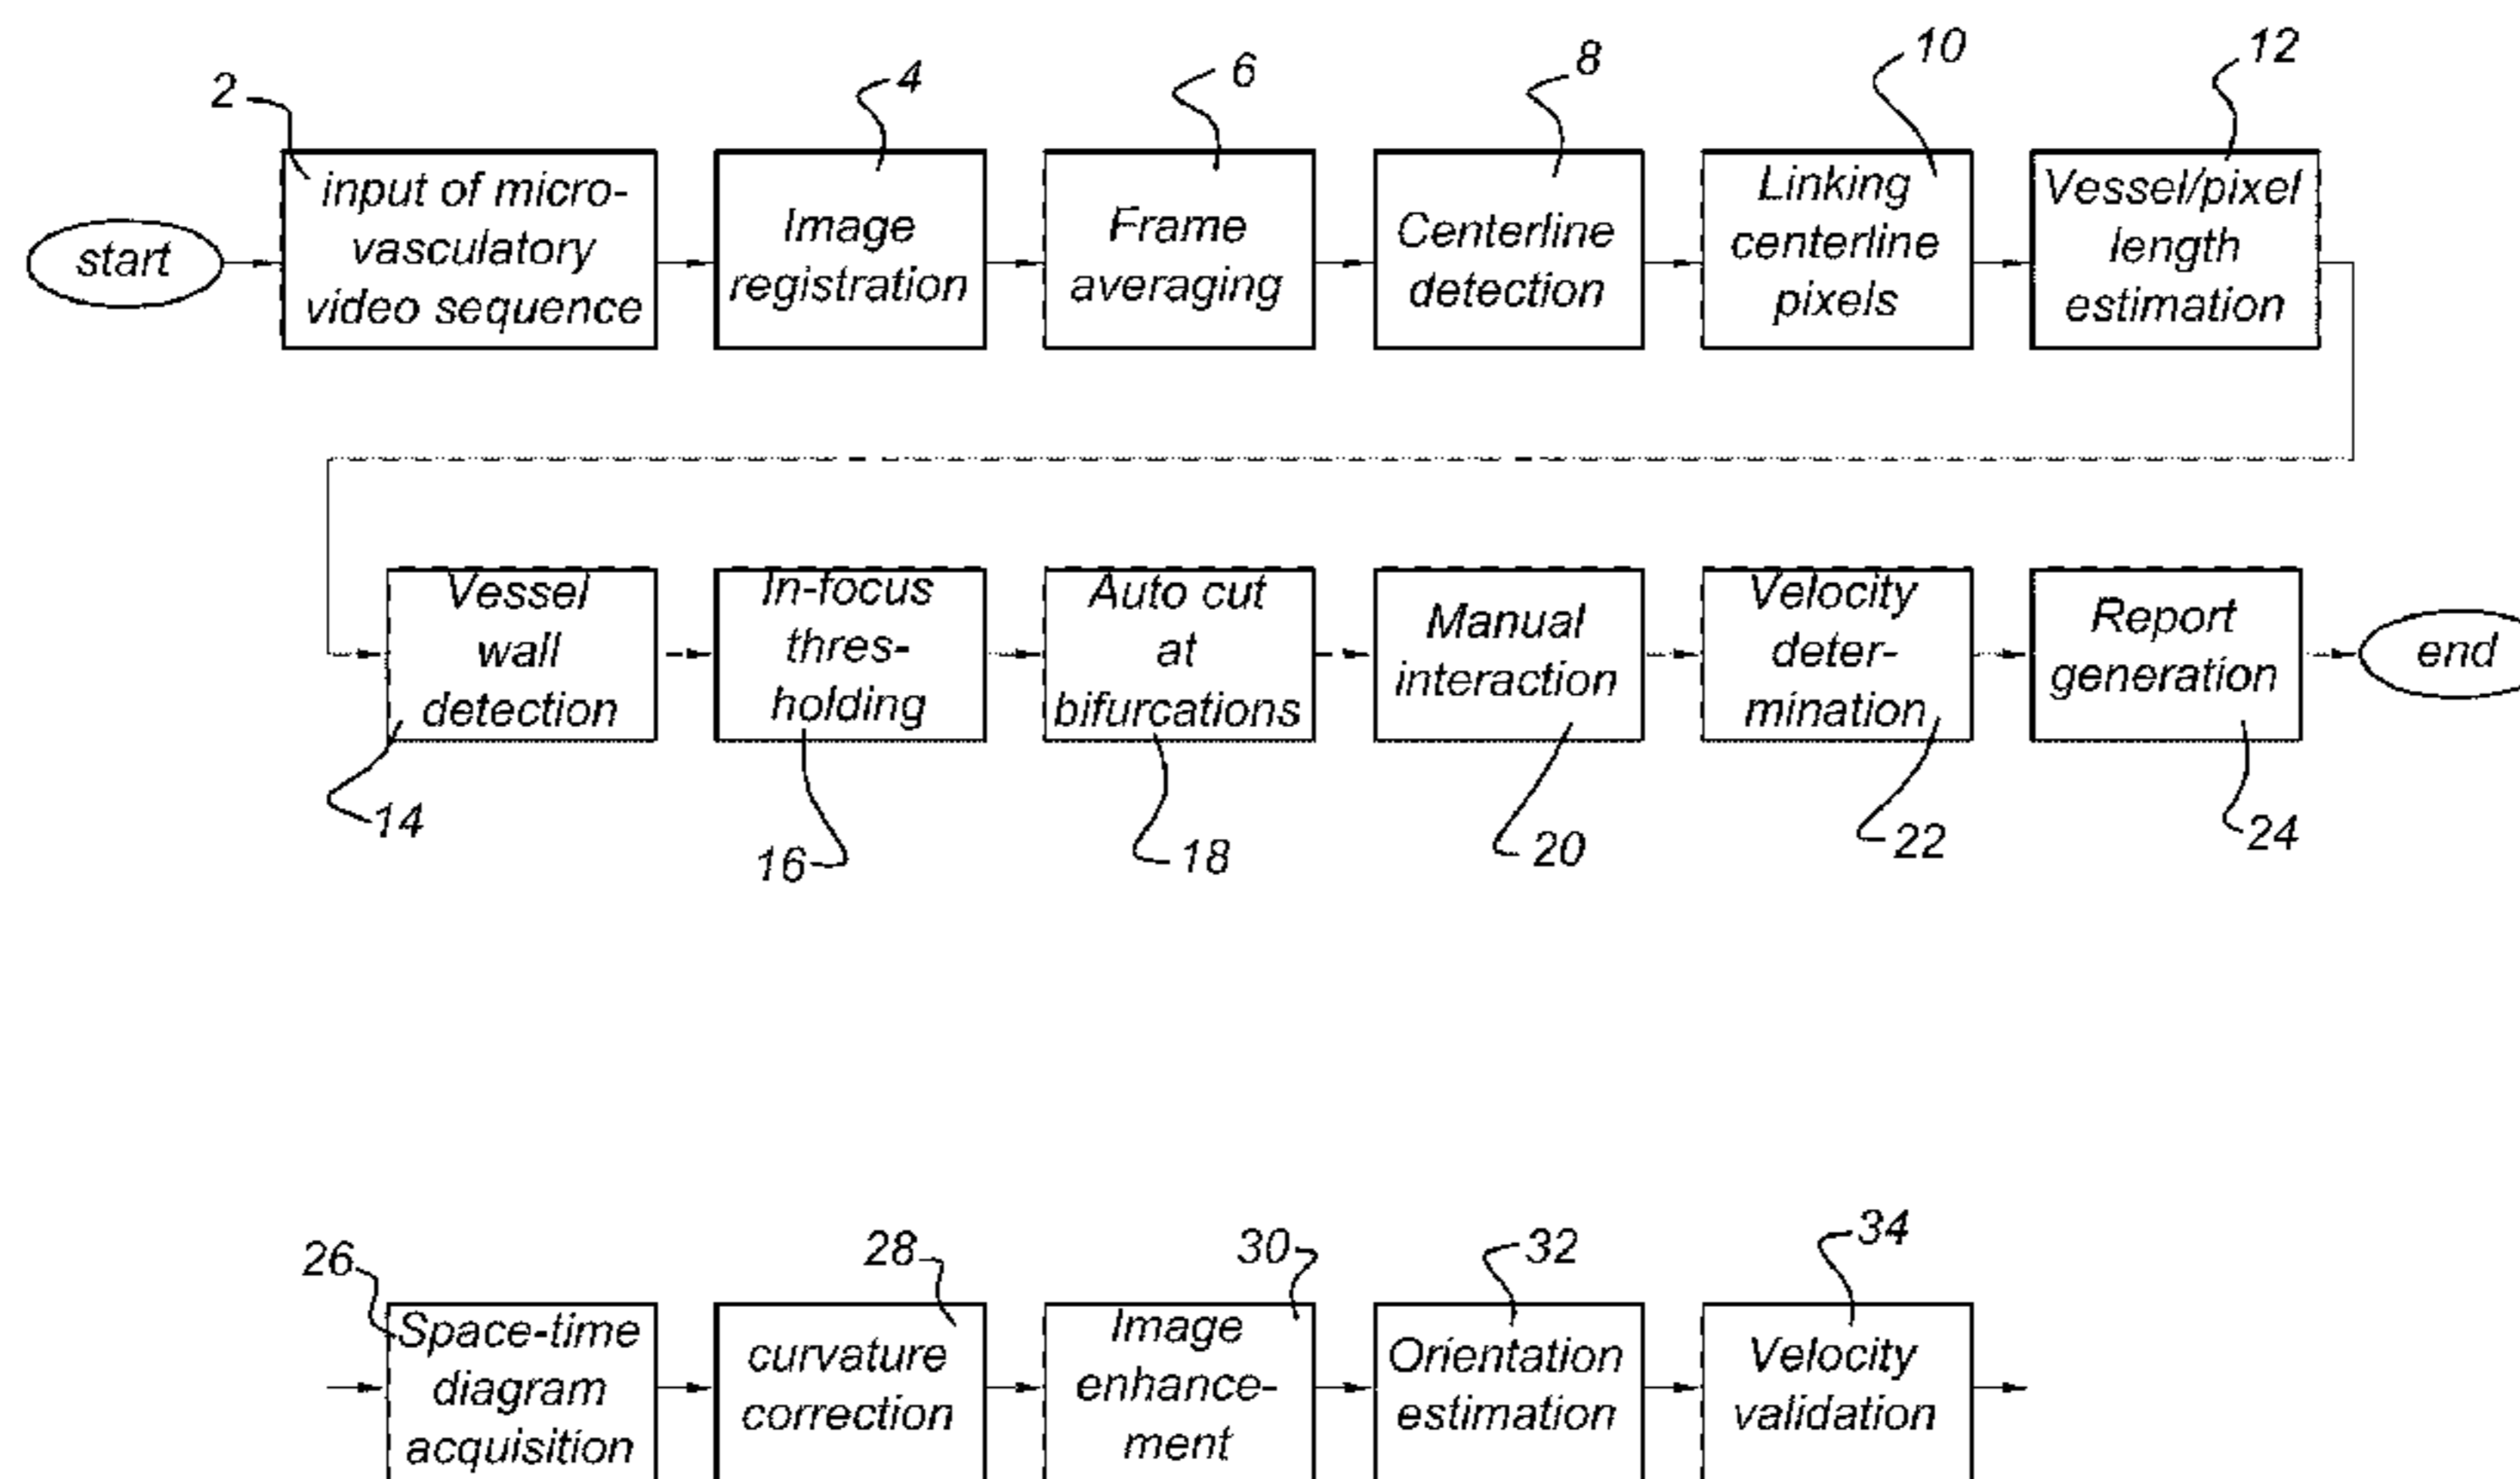 2
4
6
8
10
12
start
input of micro-
vasculatory
video sequence
Image
registration
Frame
averaging
Centerline
detection
Linking
centerline
pixels
Vessel/pixel
length
estimation
Vessel
wall
detection
In-focus
thres-
holding
Auto cut
at
bifurcations
Manual
interaction
Velocity
deter-
mination
Report
generation
end
14
16
18
20
22
24
26
28
30
32
34
Space-time
diagram
acquisition
curvature
correction
Image
enhance-
ment
Orientation
estimation
Velocity
validation